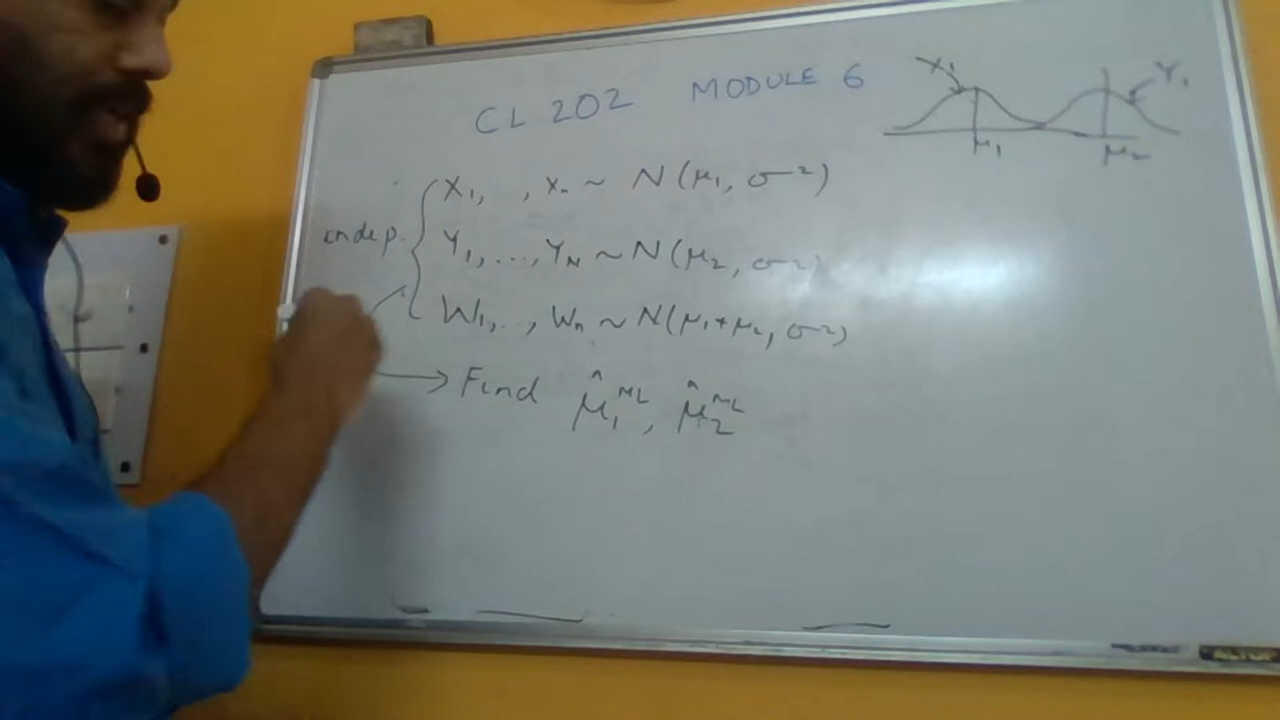 CL 202 MODULE 6
X₁ Y₁
μ₁ μ₂
X₁, , Xₙ ~ N(μ₁, σ²)
indep. Y₁, ..., Yₙ ~ N(μ₂, σ²)
W₁, .., Wₙ ~ N(μ₁+μ₂, σ²)
→ Find μ̂₁ᴹᴸ, μ̂₂ᴹᴸ